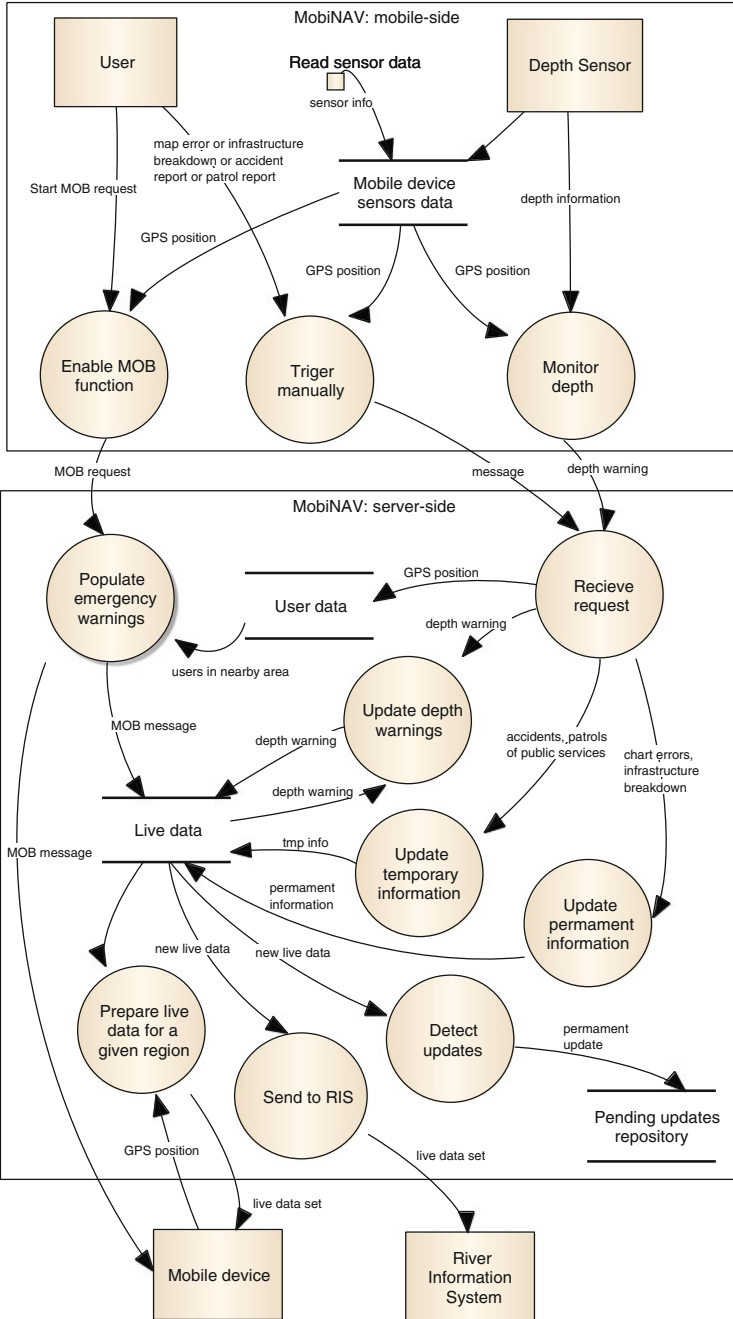 MobiNAV: mobile-side
User
Read sensor data
sensor info
Depth Sensor
map error or infrastructure
breakdown or accident
report or patrol report
Start MOB request
Mobile device
sensors data
depth information
GPS position
GPS position
GPS position
Enable MOB
function
Triger
manually
Monitor
depth
MOB request
message
depth warning
MobiNAV: server-side
Populate
emergency
warnings
User data
GPS position
Recieve
request
depth warning
users in nearby area
Update depth
warnings
MOB message
depth warning
accidents, patrols
of public services
chart errors,
infrastructure
breakdown
depth warning
Live data
tmp info
MOB message
Update
temporary
information
permament
information
Update
permament
information
new live data
new live data
Prepare live
data for a
given region
Detect
updates
permament
update
Send to RIS
Pending updates
repository
GPS position
live data set
live data set
Mobile device
River
Information
System